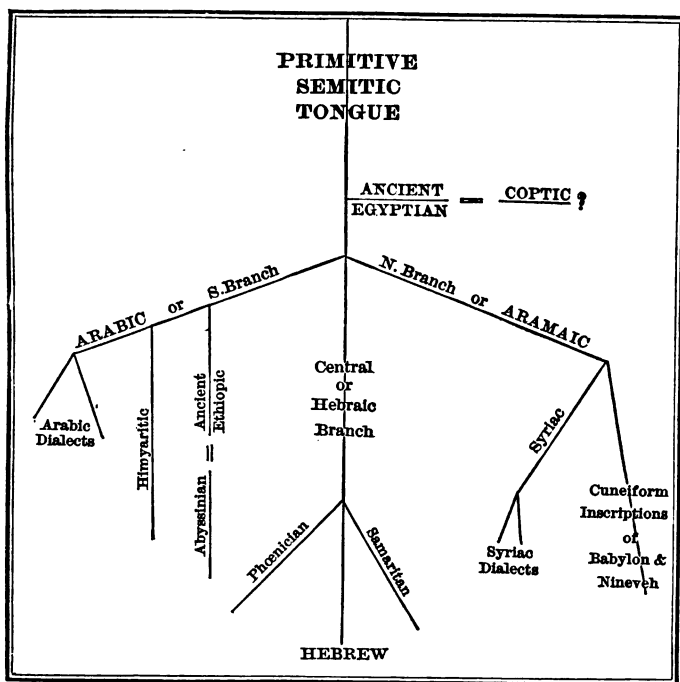 PRIMITIVE
SEMITIC
TONGUE
ANCIENT
EGYPTIAN = COPTIC ?
ARABIC or S. Branch
N. Branch or ARAMAIC
Arabic
Dialects
Himyaritic
Abyssinian = Ancient
Ethiopic
Central
or
Hebraic
Branch
Phœnician
Samaritan
HEBREW
Syriac
Syriac
Dialects
Cuneiform
Inscriptions
of
Babylon &
Nineveh